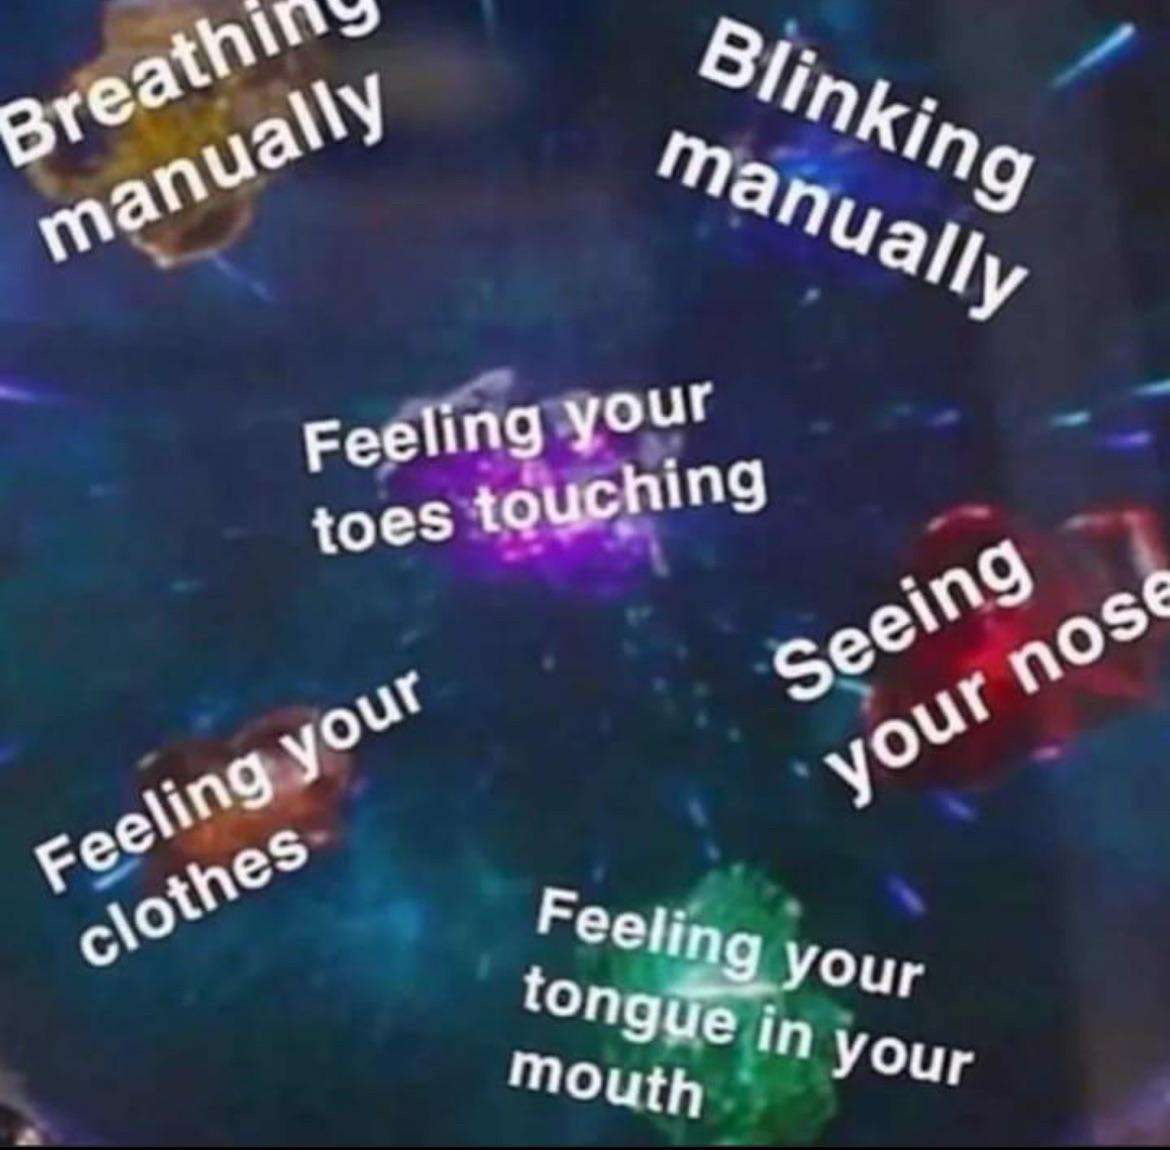 Breathing
manually
Blinking
manually
Feeling your
toes touching
Seeing
your nose
Feeling your
clothes
Feeling your
tongue in your
mouth